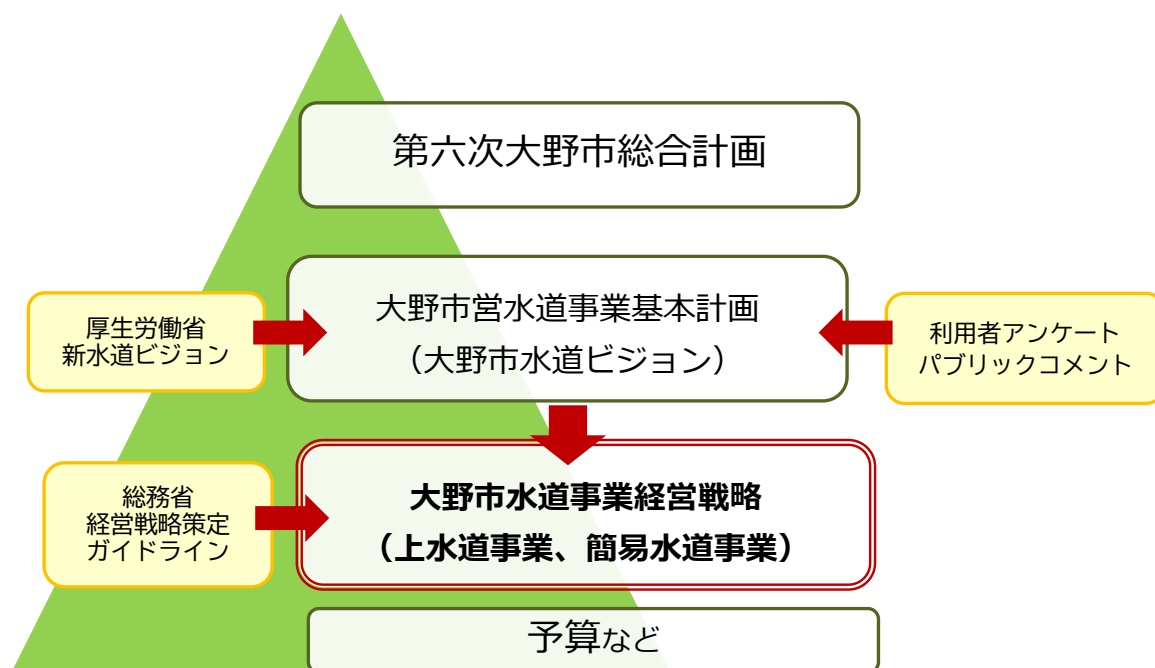 第六次大野市総合計画
厚生労働省
新水道ビジョン
大野市営水道事業基本計画
（大野市水道ビジョン）
利用者アンケート
パブリックコメント
総務省
経営戦略策定
ガイドライン
大野市水道事業経営戦略
（上水道事業、簡易水道事業）
予算など